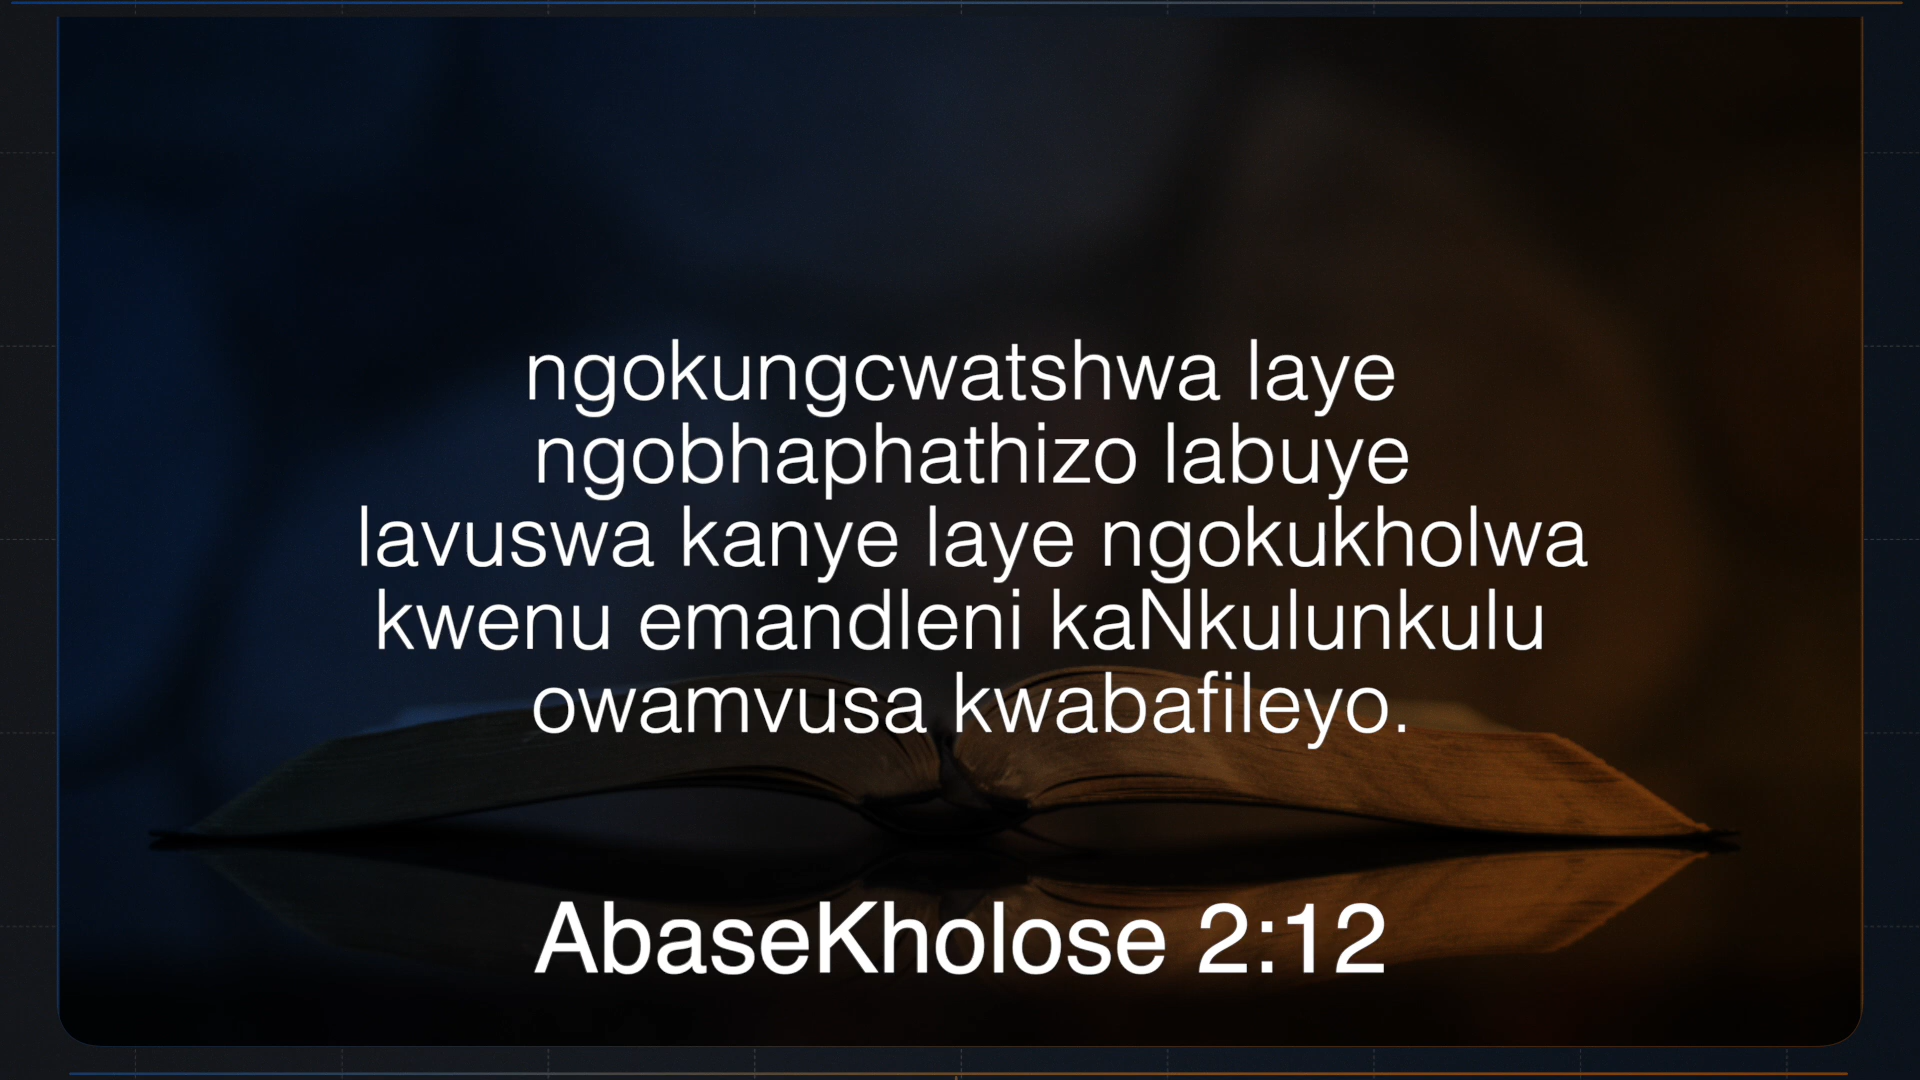 ngokungcwatshwa laye
ngobhaphathizo labuye
lavuswa kanye laye ngokukholwa
kwenu emandleni kaNkulunkulu
owamvusa kwabafileyo.
AbaseKholose 2:12